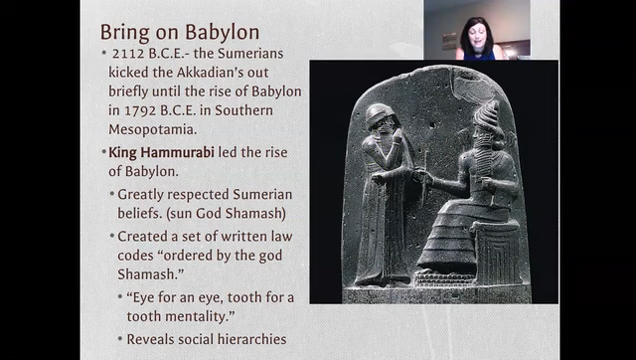 Bring on Babylon
• 2112 B.C.E.- the Sumerians
kicked the Akkadian's out
briefly until the rise of Babylon
in 1792 B.C.E. in Southern
Mesopotamia.
•King Hammurabi led the rise
of Babylon.
•Greatly respected Sumerian
beliefs. (sun God Shamash)
•Created a set of written law
codes “ordered by the god
Shamash.”
•“Eye for an eye, tooth for a
tooth mentality.”
•Reveals social hierarchies